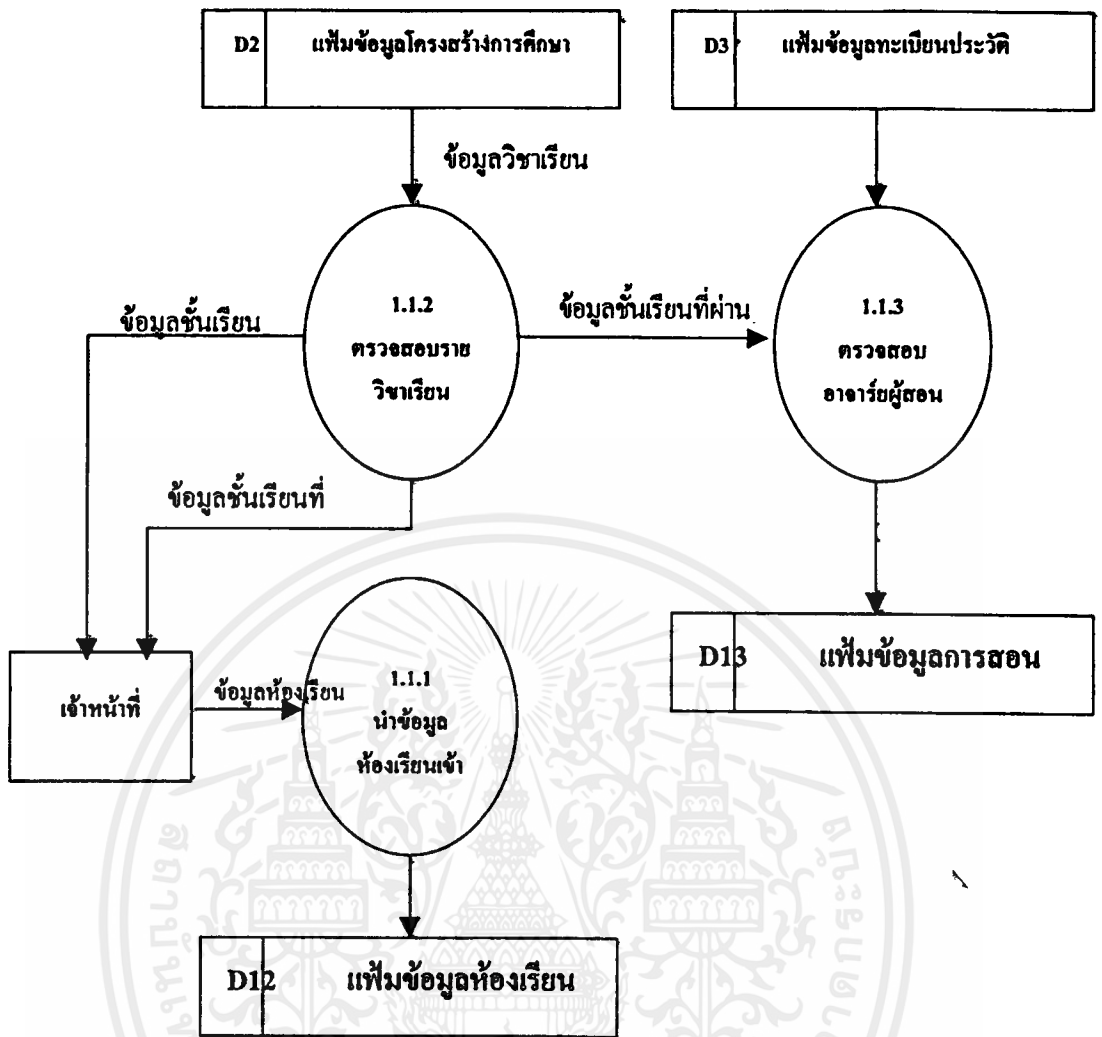 D2 แฟ้มข้อมูลโครงสร้างการศึกษา
D3 แฟ้มข้อมูลทะเบียนประวัติ
ข้อมูลวิชาเรียน
ข้อมูลชั้นเรียน
1.1.2
ตรวจสอบราย
วิชาเรียน
ข้อมูลชั้นเรียนที่ผ่าน
1.1.3
ตรวจสอบ
อาจาร์ยผู้สอน
ข้อมูลชั้นเรียนที่
D13 แฟ้มข้อมูลการสอน
เจ้าหน้าที่
ข้อมูลห้องเรียน
1.1.1
นำข้อมูล
ห้องเรียนเข้า
D12 แฟ้มข้อมูลห้องเรียน